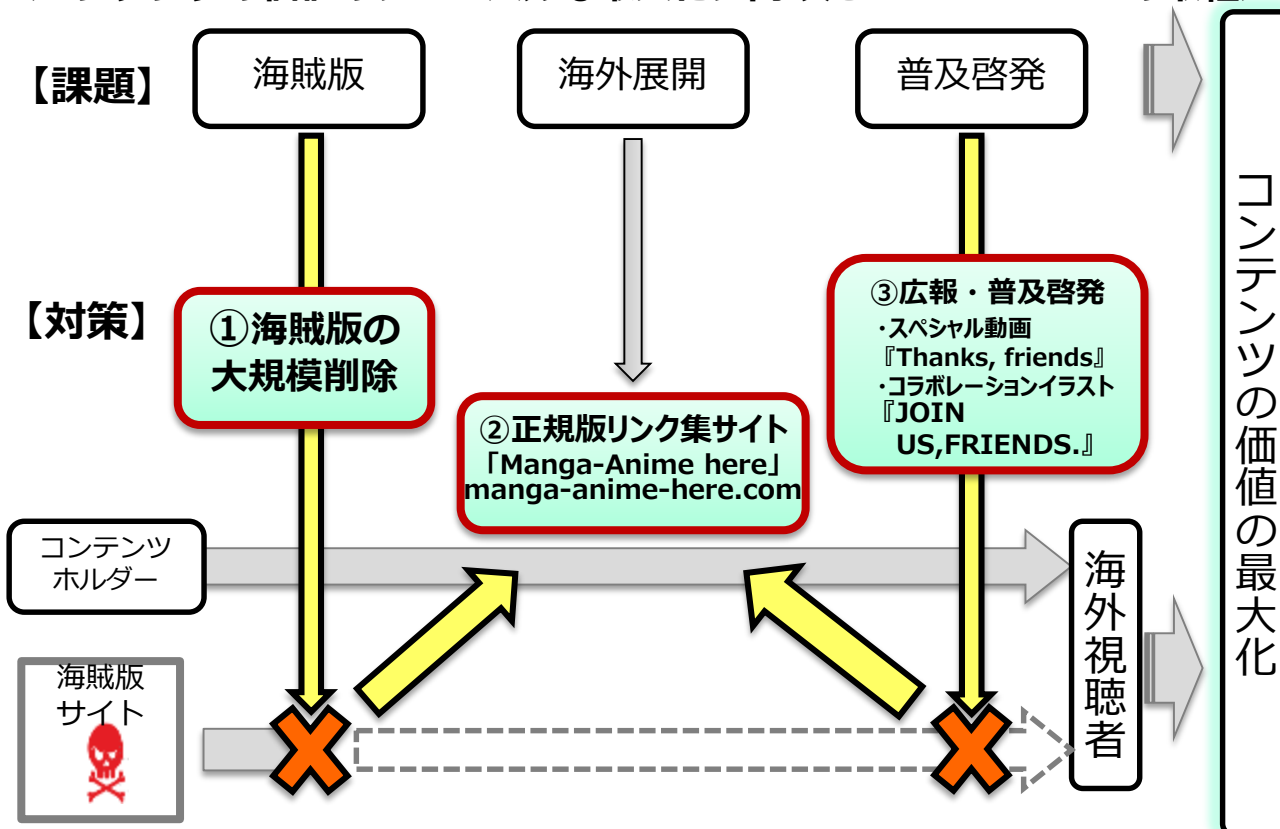 【課題】
海賊版
海外展開
普及啓発
【対策】
①海賊版の
大規模削除
②正規版リンク集サイト
「Manga-Anime here」
manga-anime-here.com
③広報・普及啓発
・スペシャル動画
『Thanks, friends』
・コラボレーションイラスト
『JOIN
US,FRIENDS.』
コンテンツ
ホルダー
海賊版
サイト
海外視聴者
コンテンツの価値の最大化